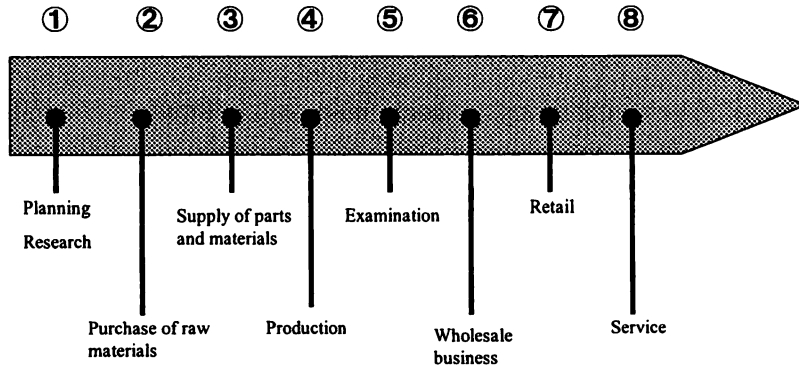 ① ② ③ ④ ⑤ ⑥ ⑦ ⑧
Planning
Research
Supply of parts
and materials
Examination
Retail
Purchase of raw
materials
Production
Wholesale
business
Service